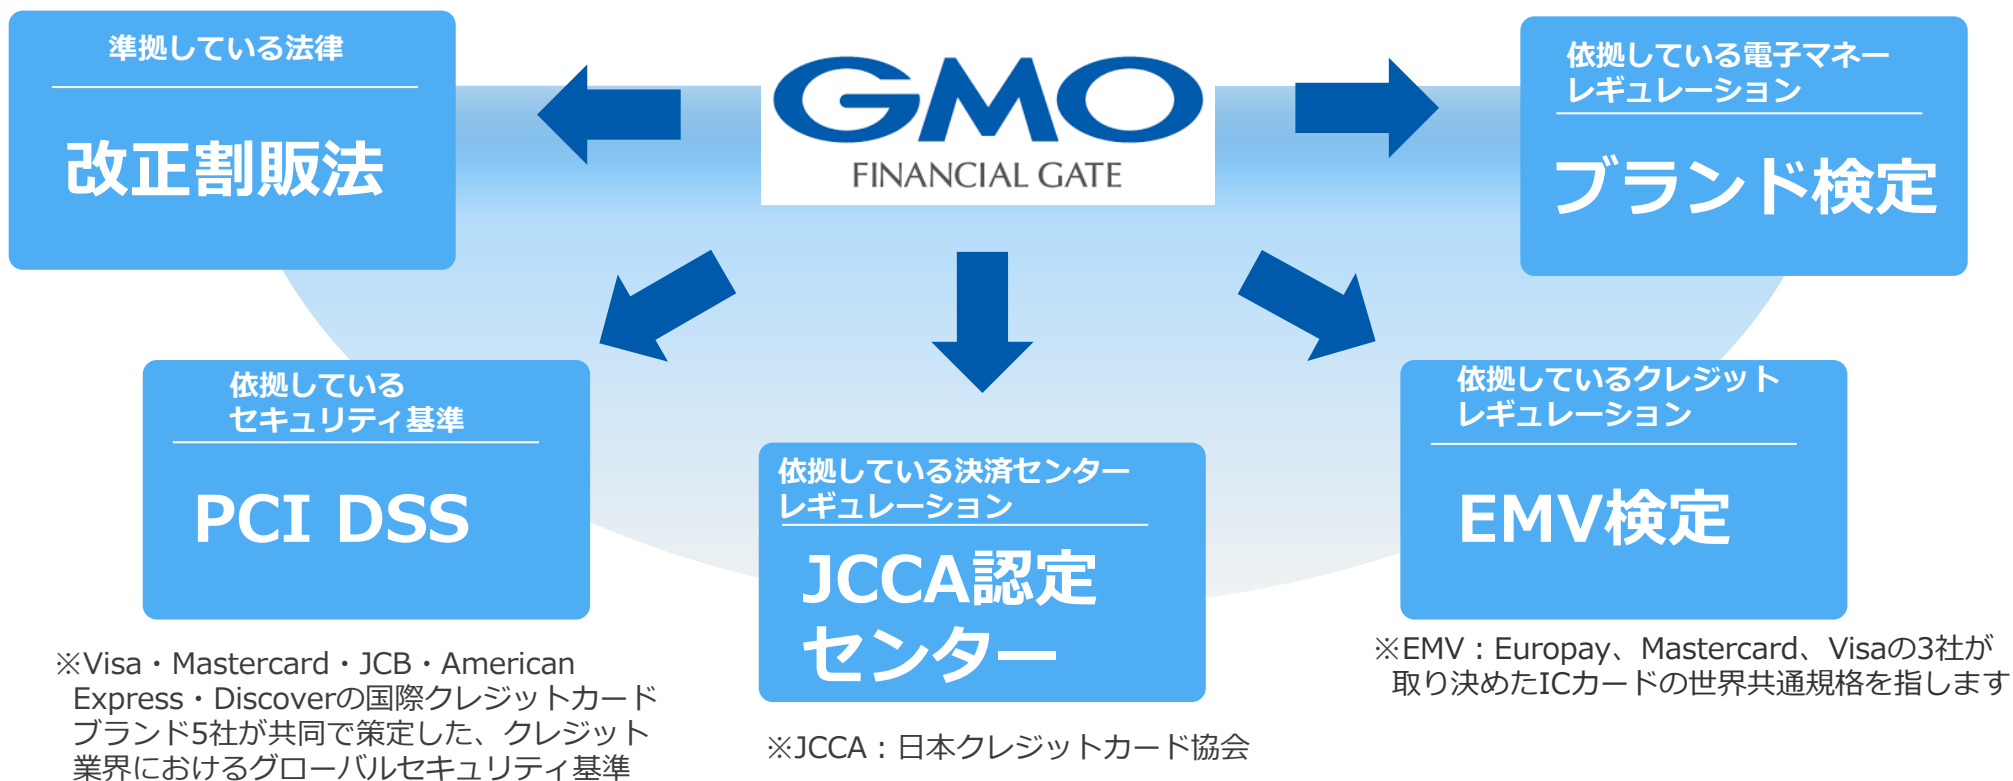 準拠している法律
改正割販法
GMO
FINANCIAL GATE
依拠している電子マネー
レギュレーション
ブランド検定
依拠している
セキュリティ基準
PCI DSS
依拠している決済センター
レギュレーション
JCCA認定
センター
依拠しているクレジット
レギュレーション
EMV検定
※Visa・Mastercard・JCB・American
Express・Discoverの国際クレジットカード
ブランド5社が共同で策定した、クレジット
業界におけるグローバルセキュリティ基準
※JCCA：日本クレジットカード協会
※EMV：Europay、Mastercard、Visaの3社が
取り決めたICカードの世界共通規格を指します